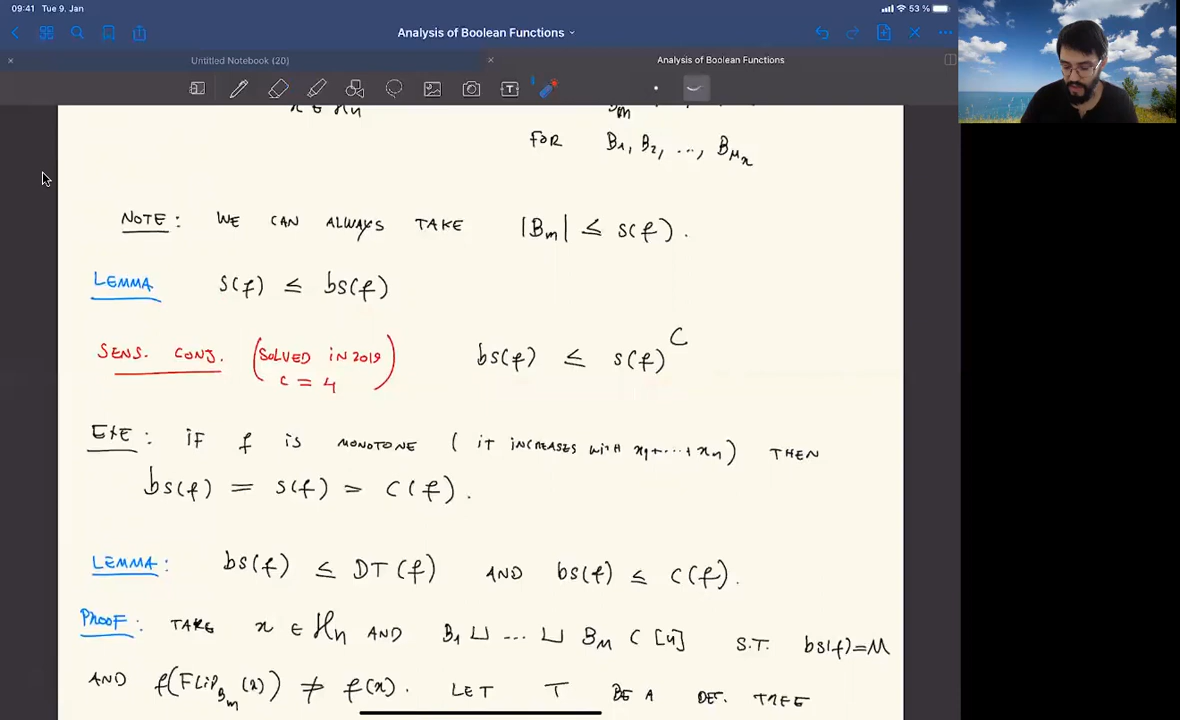 09:41 Tue 9. Jan
53 %
Analysis of Boolean Functions
Untitled Notebook (20)
Analysis of Boolean Functions
x ∈ Hn
Bm
FOR B1, B2, ..., BMx
NOTE: WE CAN ALWAYS TAKE |Bm| ≤ s(f).
LEMMA s(f) ≤ bs(f)
SENS. CONJ. (SOLVED IN 2019 bs(f) ≤ s(f)^C
C = 4)
EXE: IF f IS MONOTONE (IT INCREASES WITH x1+...+xn) THEN
bs(f) = s(f) = C(f).
LEMMA: bs(f) ≤ DT(f) AND bs(f) ≤ C(f).
PROOF: TAKE x ∈ Hn AND B1 ⊔ ... ⊔ BM ⊂ [n] S.T. bs(f)=M
AND f(FLIP_Bm(x)) ≠ f(x). LET T BE A DET. TREE